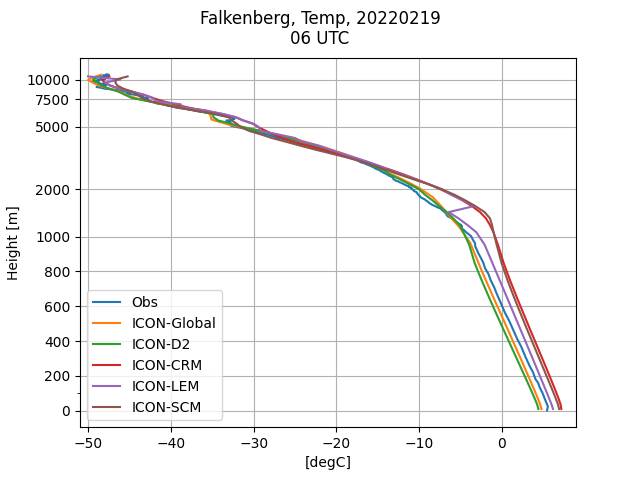 Falkenberg, Temp, 20220219
06 UTC
Height [m]
10000
7500
5000
2000
1000
800
600
400
200
0
Obs
ICON-Global
ICON-D2
ICON-CRM
ICON-LEM
ICON-SCM
−50 −40 −30 −20 −10 0
[degC]